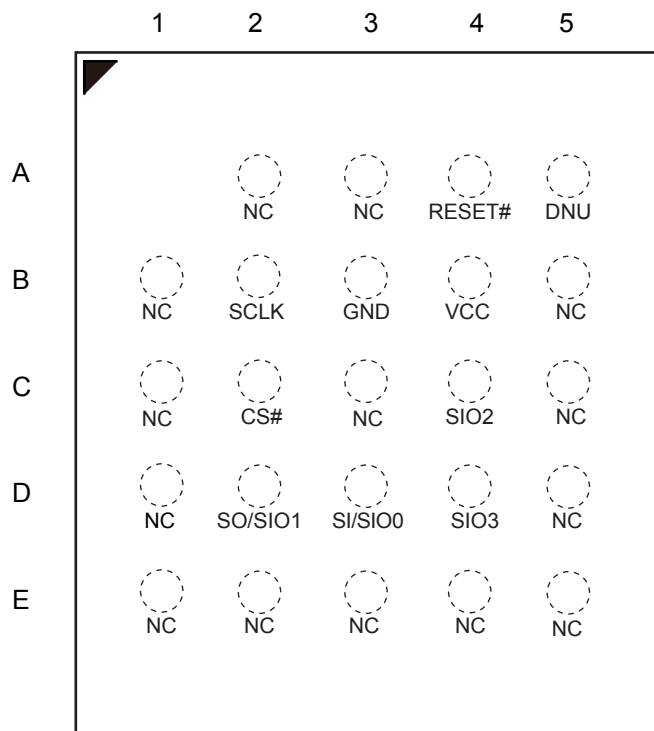 1 2 3 4 5
A
NC NC RESET# DNU
B
NC SCLK GND VCC NC
C
NC CS# NC SIO2 NC
D
NC SO/SIO1 SI/SIO0 SIO3 NC
E
NC NC NC NC NC